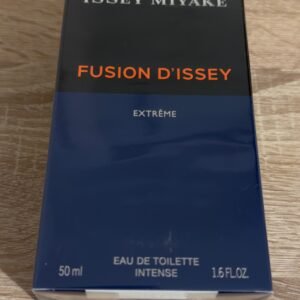 ISSEY MIYAKE
FUSION D'ISSEY
EXTRÊME
EAU DE TOILETTE
50 ml INTENSE 1.6 FL.OZ.